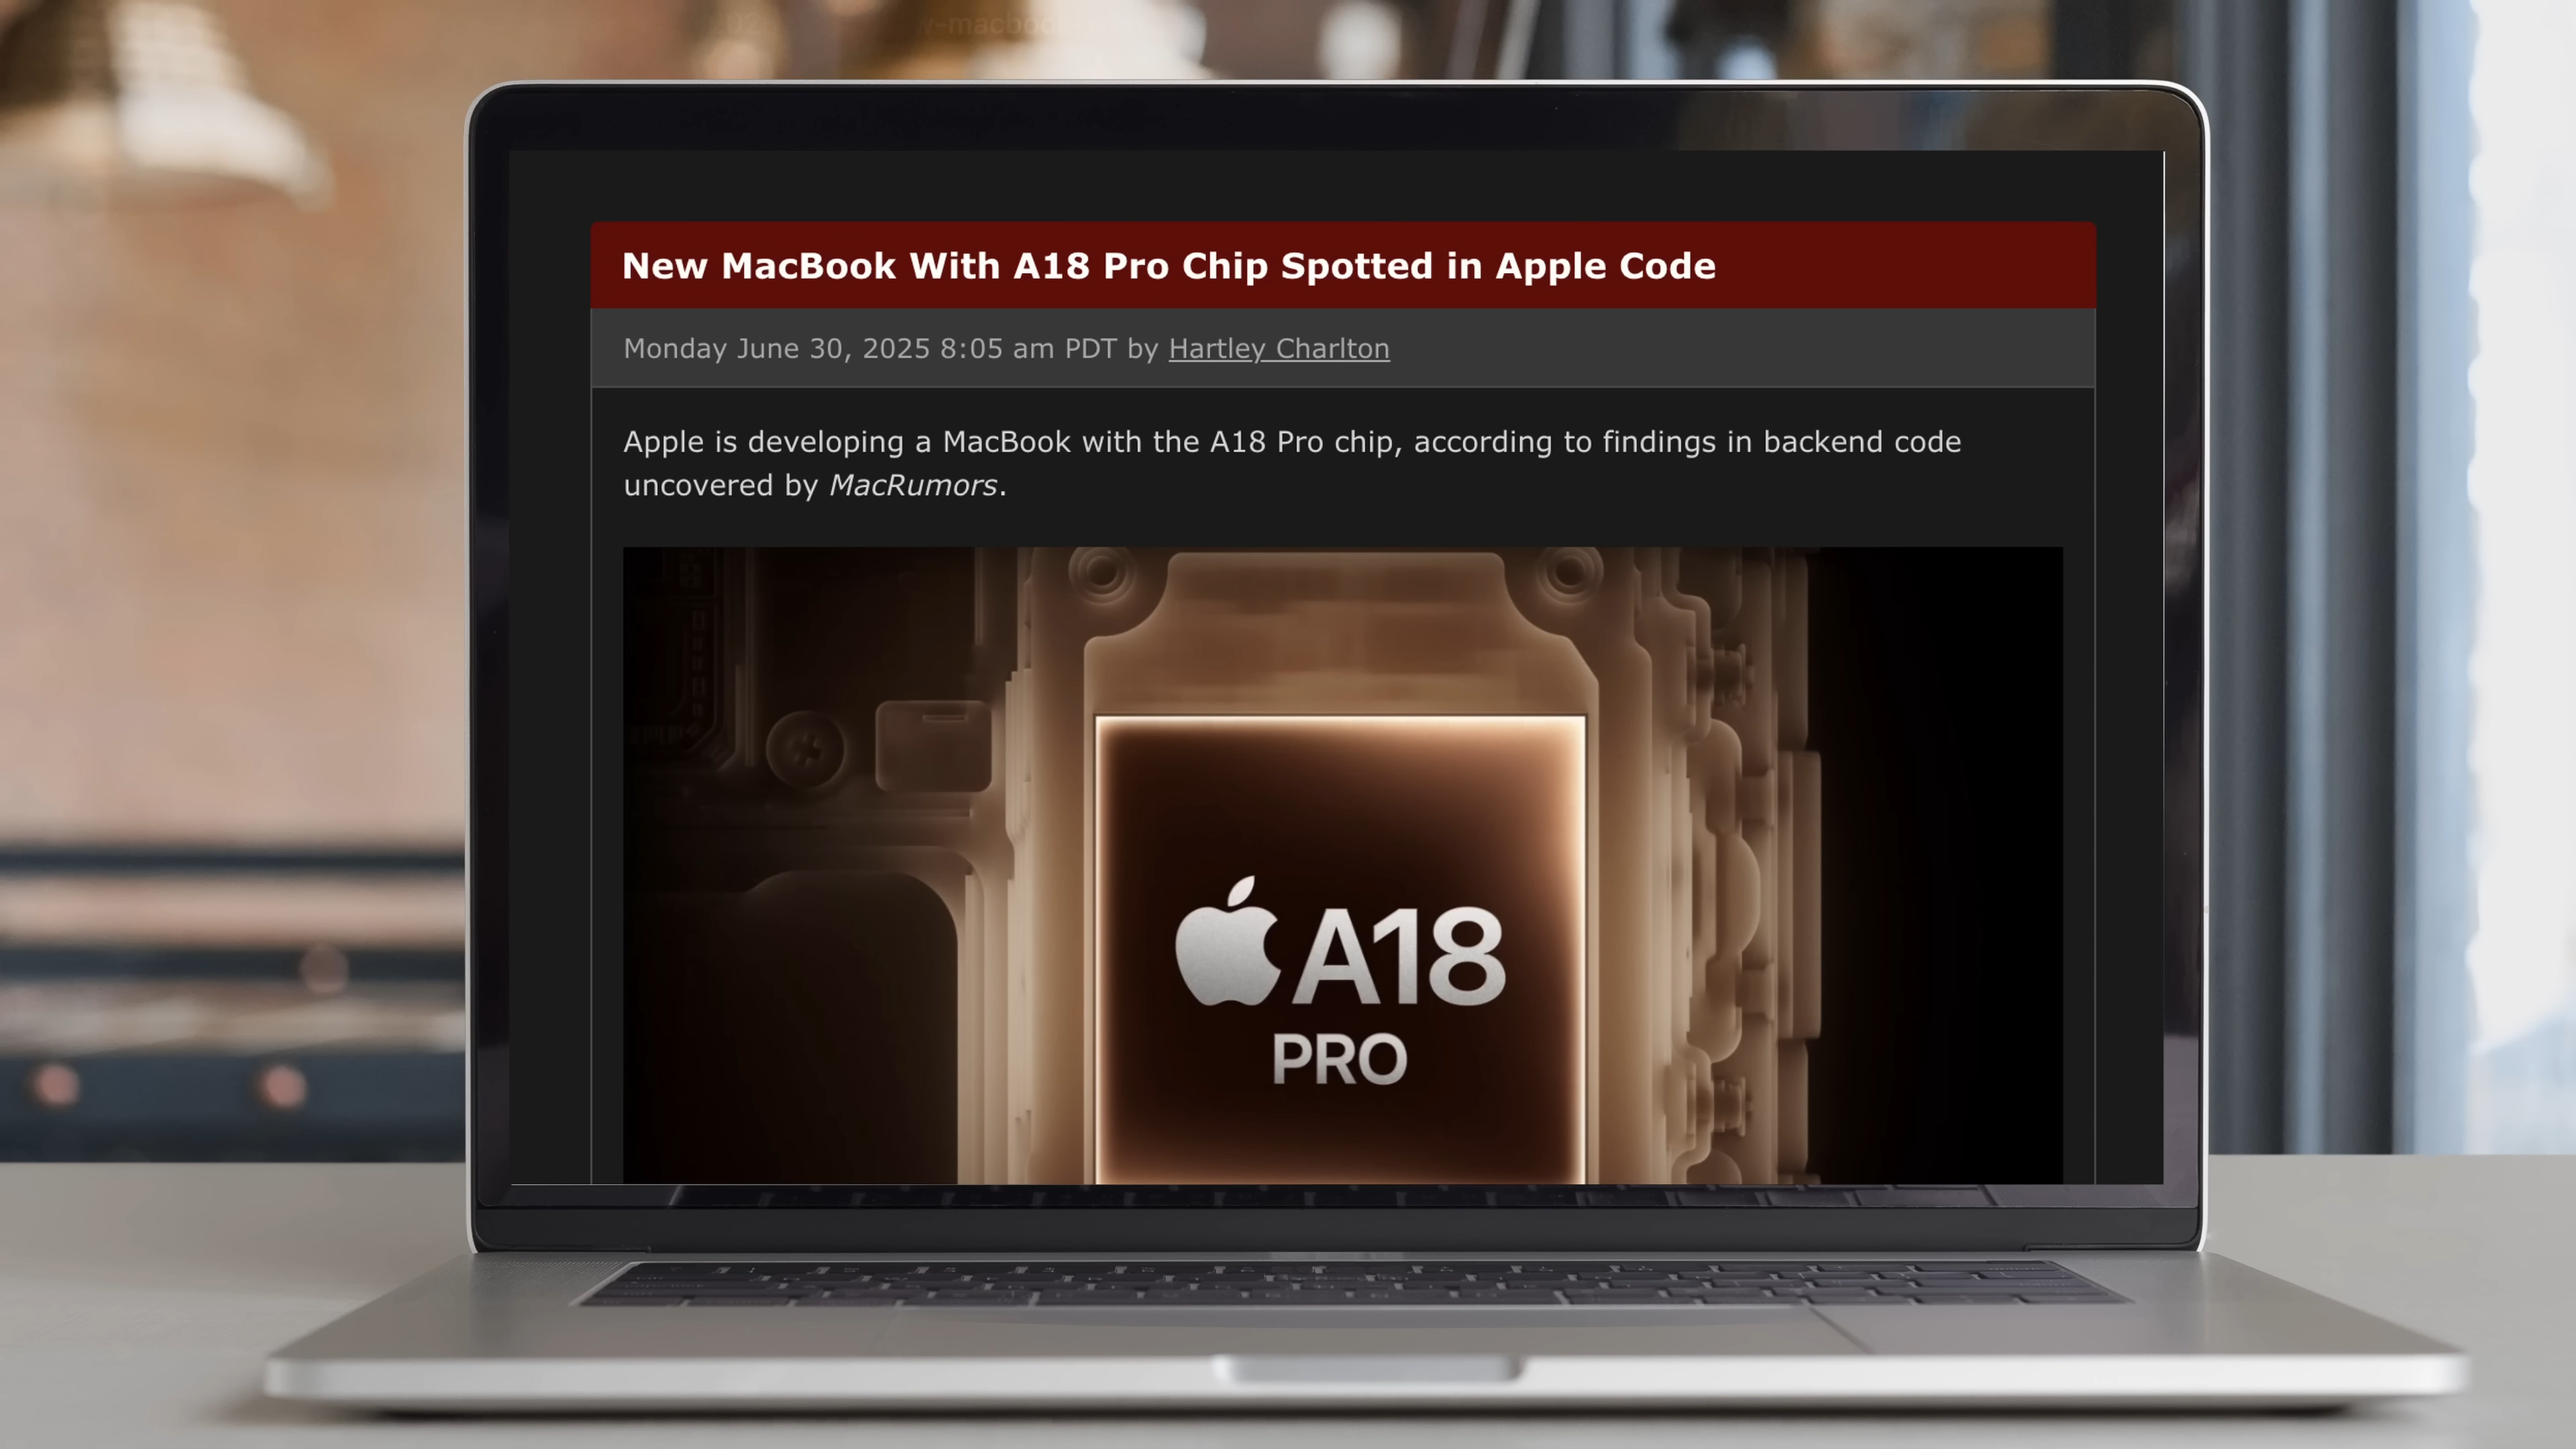 New MacBook With A18 Pro Chip Spotted in Apple Code
Monday June 30, 2025 8:05 am PDT by Hartley Charlton
Apple is developing a MacBook with the A18 Pro chip, according to findings in backend code
uncovered by MacRumors.
A18
PRO